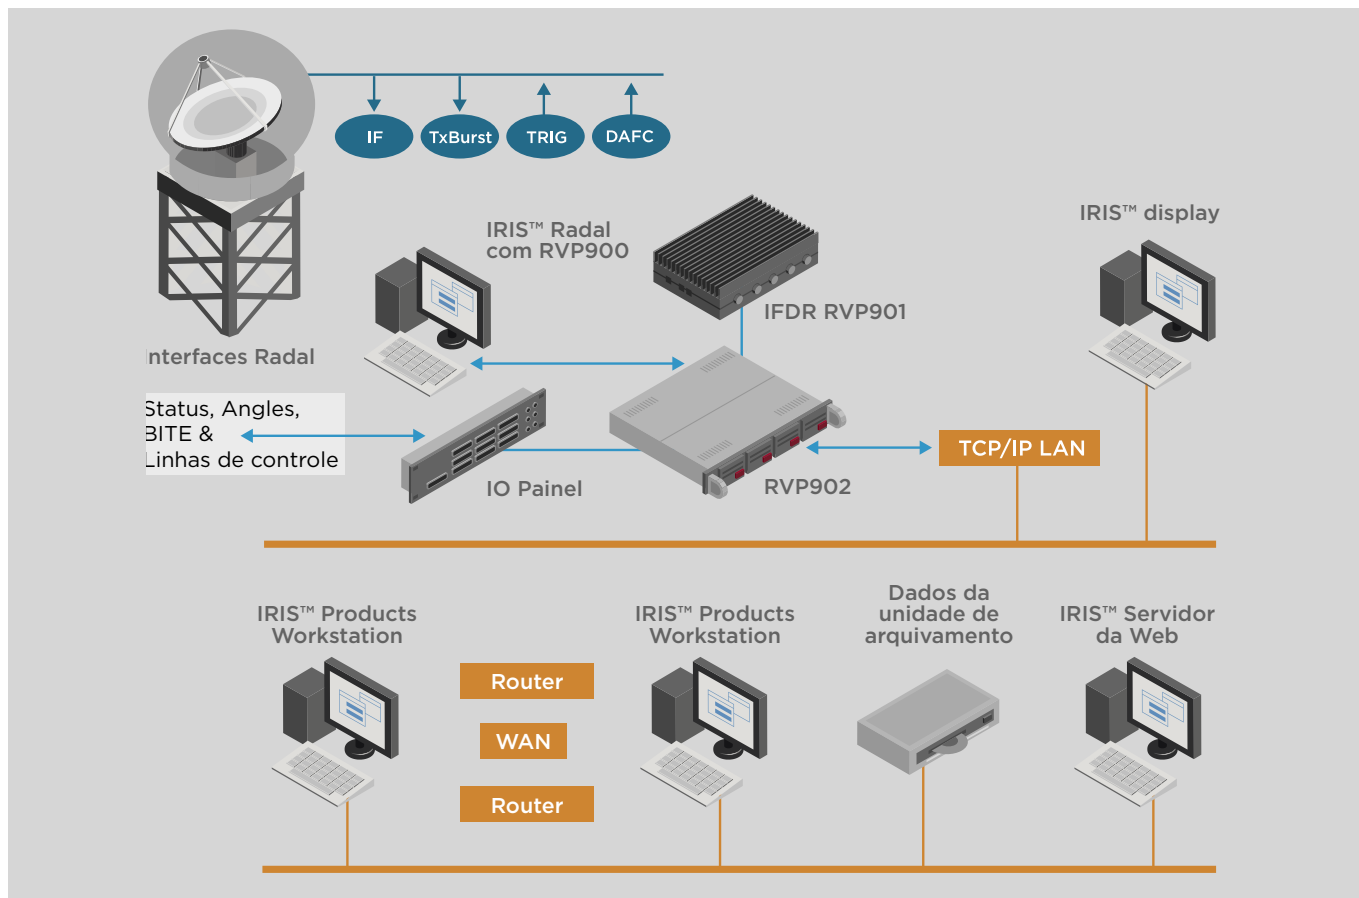 IF
TxBurst
TRIG
DAFC
IRIS™ Radal
com RVP900
IRIS™ display
IFDR RVP901
Interfaces Radal
Status, Angles,
BITE &
Linhas de controle
TCP/IP LAN
IO Painel
RVP902
IRIS™ Products
Workstation
Router
WAN
Router
IRIS™ Products
Workstation
Dados da
unidade de
arquivamento
IRIS™ Servidor
da Web